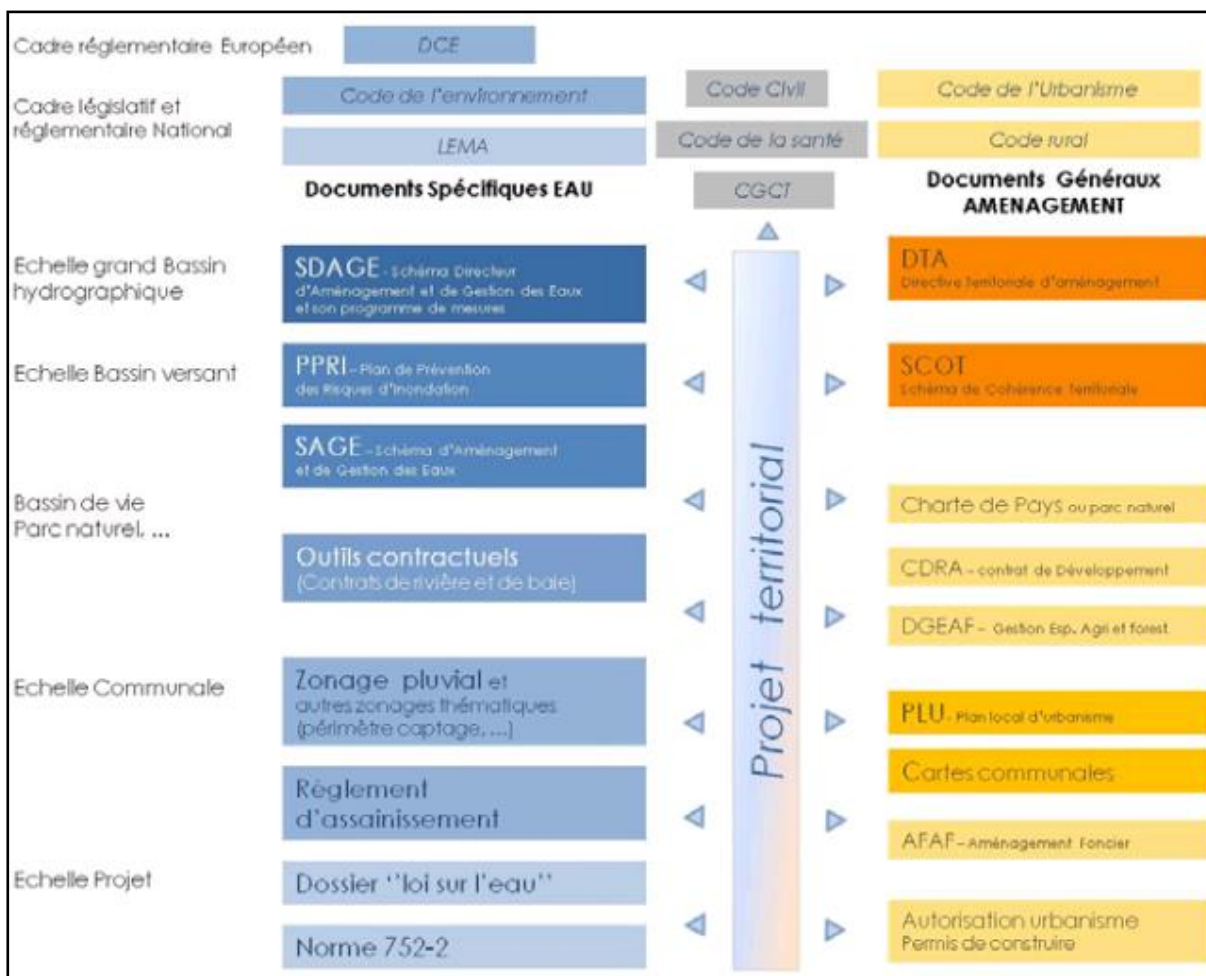 Cadre réglementaire Européen
DCE
Cadre législatif et
réglementaire National
Code de l'environnement
Code Civil
Code de l'Urbanisme
LEMA
Code de la santé
Code rural
Documents Spécifiques EAU
CGCT
Documents Généraux
AMENAGEMENT
Echelle grand Bassin
hydrographique
SDAGE - Schéma Directeur
d'Aménagement et de Gestion des Eaux
et son programme de mesures
DTA
Directive territoriale d'aménagement
Echelle Bassin versant
PPRI - Plan de Prévention
des Risques d'Inondation
SCOT
Schéma de Cohérence Territoriale
SAGE - Schéma d'Aménagement
et de Gestion des Eaux
Bassin de vie
Parc naturel, ...
Charte de Pays ou parc naturel
Outils contractuels
(Contrats de rivière et de baie)
CDRA - contrat de Développement
DGEAF - Gestion Esp. Agri et forest.
Projet territorial
Echelle Communale
Zonage pluvial et
autres zonages thématiques
(périmètre captage, ...)
PLU - Plan local d'urbanisme
Cartes communales
Réglement
d'assainissement
AFAF - Aménagement Foncier
Echelle Projet
Dossier ''loi sur l'eau''
Autorisation urbanisme
Permis de construire
Norme 752-2